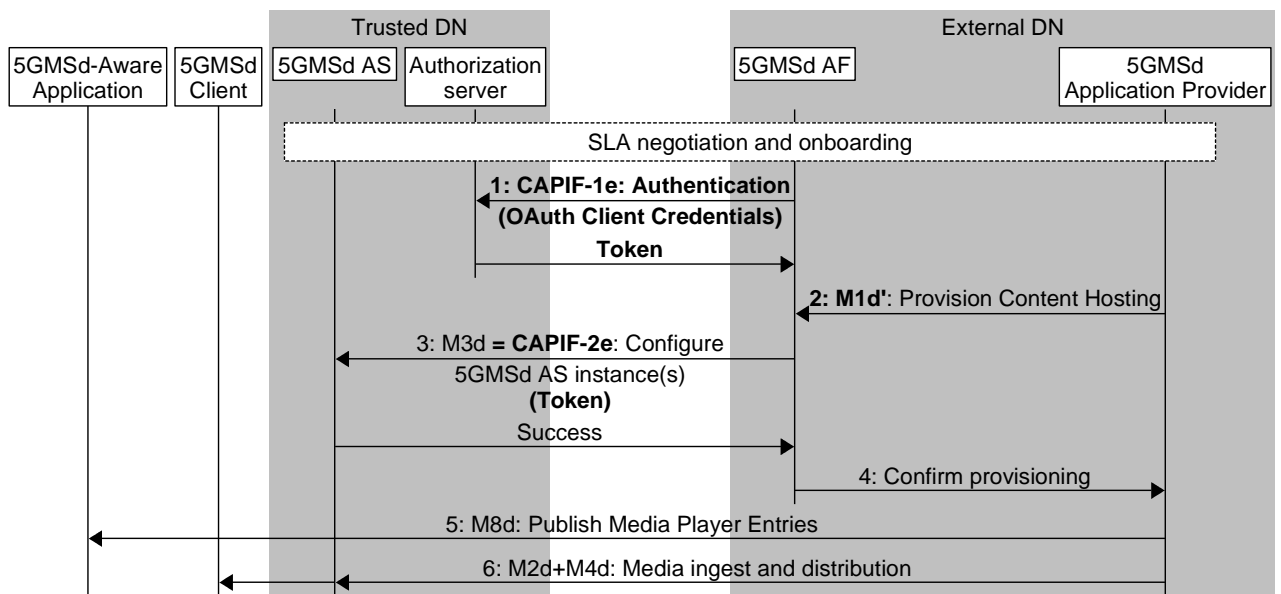 Trusted DN
External DN
5GMSd-Aware
Application
5GMSd
Client
5GMSd AS
Authorization
server
5GMSd AF
5GMSd
Application Provider
SLA negotiation and onboarding
1: CAPIF-1e: Authentication
(OAuth Client Credentials)
Token
2: M1d': Provision Content Hosting
3: M3d = CAPIF-2e: Configure
5GMSd AS instance(s)
(Token)
Success
4: Confirm provisioning
5: M8d: Publish Media Player Entries
6: M2d+M4d: Media ingest and distribution